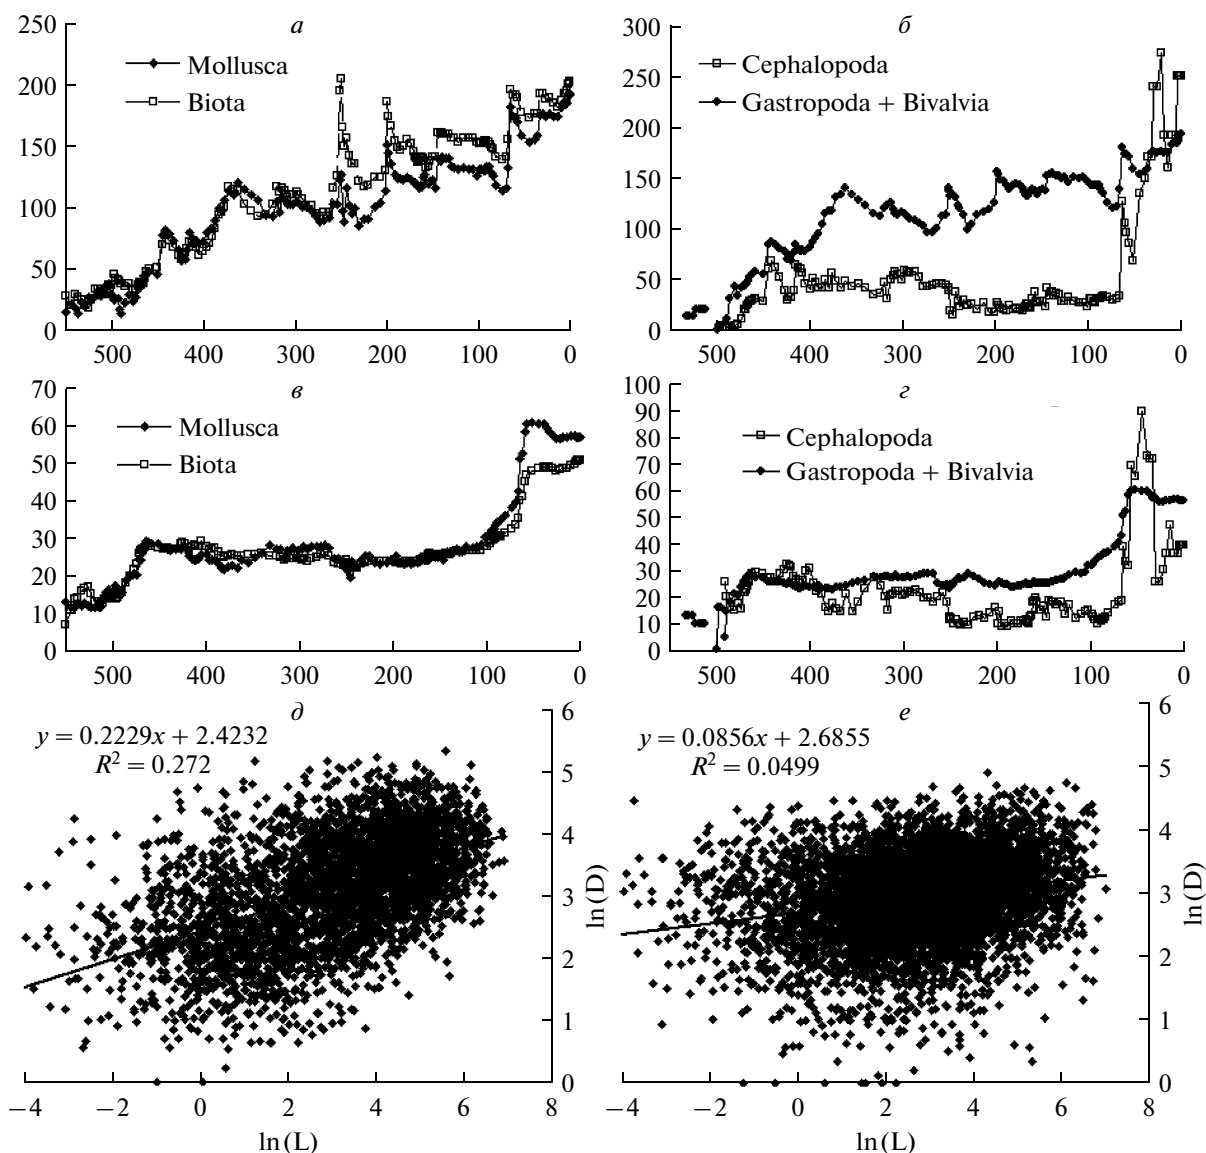 а
250
200
150
100
50
0
500 400 300 200 100 0
Mollusca
Biota
б
300
250
200
150
100
50
0
500 400 300 200 100 0
Cephalopoda
Gastropoda + Bivalvia
в
70
60
50
40
30
20
10
0
500 400 300 200 100 0
Mollusca
Biota
г
100
90
80
70
60
50
40
30
20
10
0
500 400 300 200 100 0
Cephalopoda
Gastropoda + Bivalvia
д
y = 0.2229x + 2.4232
R² = 0.272
6
5
4
3
2
1
0
ln(D)
−4 −2 0 2 4 6 8
ln(L)
е
y = 0.0856x + 2.6855
R² = 0.0499
6
5
4
3
2
1
0
ln(D)
−4 −2 0 2 4 6 8
ln(L)